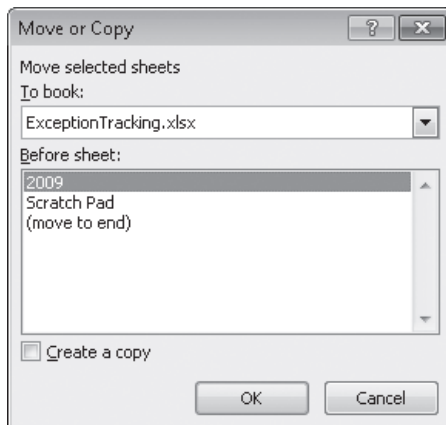 Move or Copy
Move selected sheets
To book:
ExceptionTracking.xlsx
Before sheet:
2009
Scratch Pad
(move to end)
Create a copy
OK
Cancel